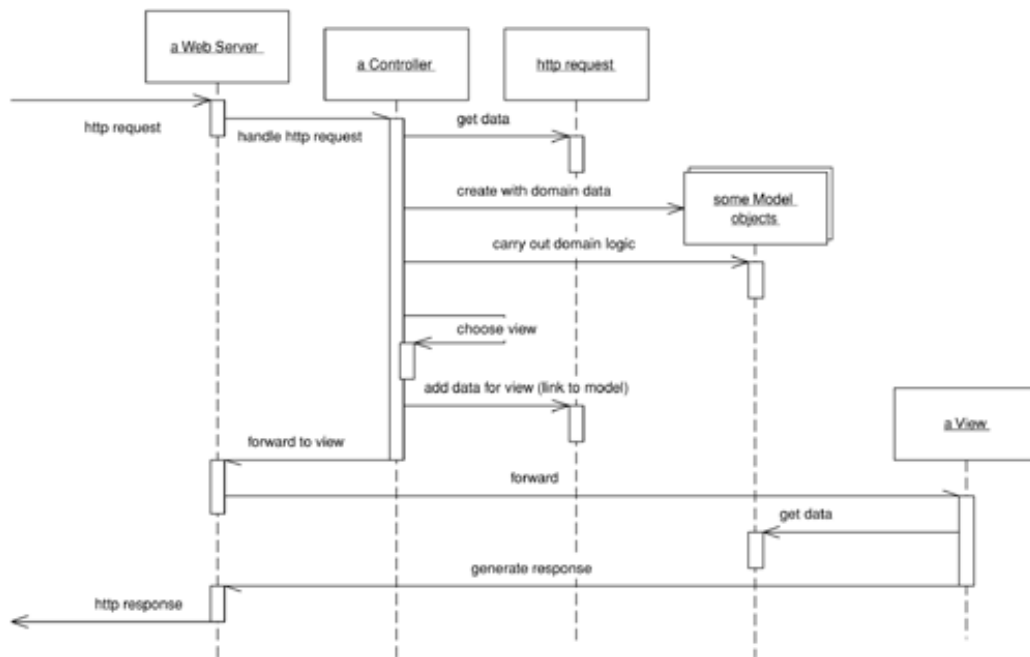 a Web Server
a Controller
http request
http request
handle http request
get data
create with domain data
some Model
objects
carry out domain logic
choose view
add data for view (link to model)
a View
forward to view
forward
get data
generate response
http response